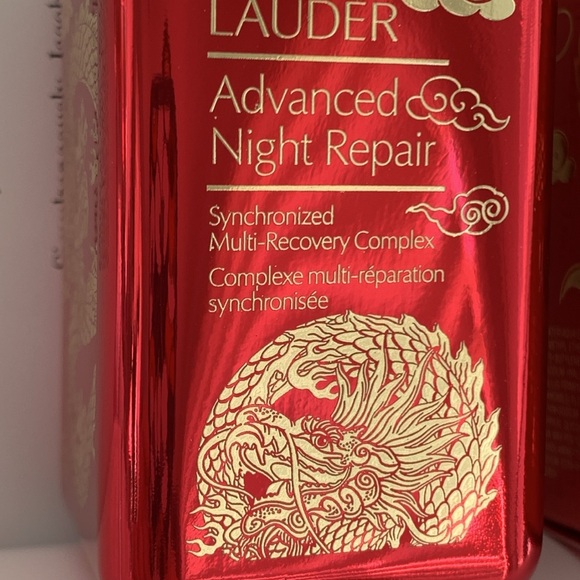 LAUDER
Advanced
Night Repair
Synchronized
Multi-Recovery Complex
Complexe multi-réparation
synchronisée